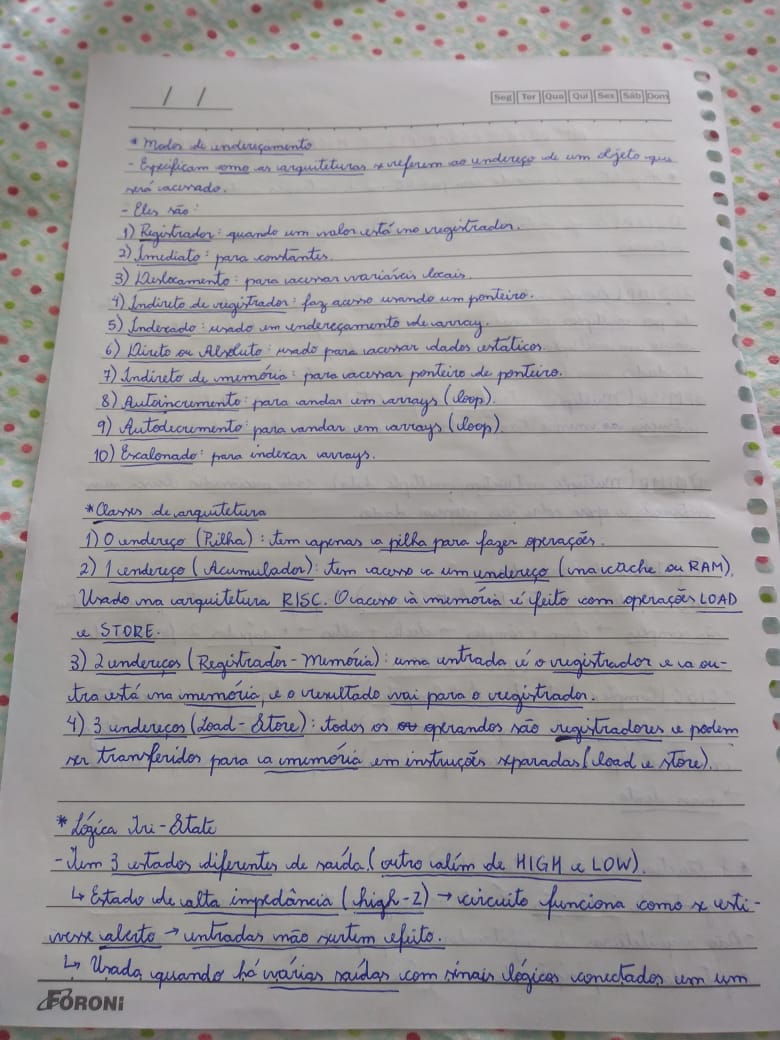 / /
Seg Ter Qua Qui Sex Sáb Dom
* Modos de endereçamento
- Especificam como as arquiteturas se referem ao endereço de um objeto que
será acessado.
- Eles são:
1) Registrador: quando um valor está no registrador.
2) Imediato: para constantes.
3) Deslocamento: para acessar variáveis locais.
4) Indireto de registrador: faz acesso usando um ponteiro.
5) Indexado: usado em endereçamento de array.
6) Direto ou Absoluto: usado para acessar dados estáticos.
7) Indireto de memória: para acessar ponteiro de ponteiro.
8) Autoincremento: para andar em arrays (loop).
9) Autodecremento: para andar em arrays (loop).
10) Escalonado: para indexar arrays.
* Classes de arquitetura
1) 0 endereço (Pilha): tem apenas a pilha para fazer operações.
2) 1 endereço (Acumulador): tem acesso a um endereço (na cache ou RAM).
Usado na arquitetura RISC. O acesso à memória é feito com operações LOAD
e STORE.
3) 2 endereços (Registrador-Memória): uma entrada é o registrador e a ou-
tra está na memória, e o resultado vai para o registrador.
4) 3 endereços (Load-Store): todos os operandos são registradores e podem
ser transferidos para a memória em instruções separadas (load e store).
* Lógica Tri-State
- Tem 3 estados diferentes de saída (outro além de HIGH e LOW).
↳ Estado de alta impedância (high-Z) → circuito funciona como se esti-
vesse aberto → entradas não surtem efeito.
↳ Usada quando há várias saídas com sinais lógicos conectados em um
FORONI